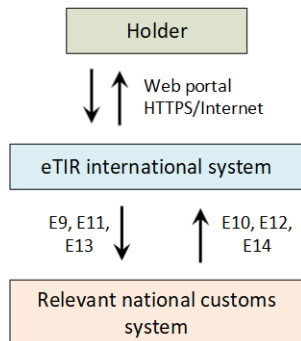 Holder
Web portal
HTTPS/Internet
eTIR international system
E9, E11,
E13
E10, E12,
E14
Relevant national customs
system